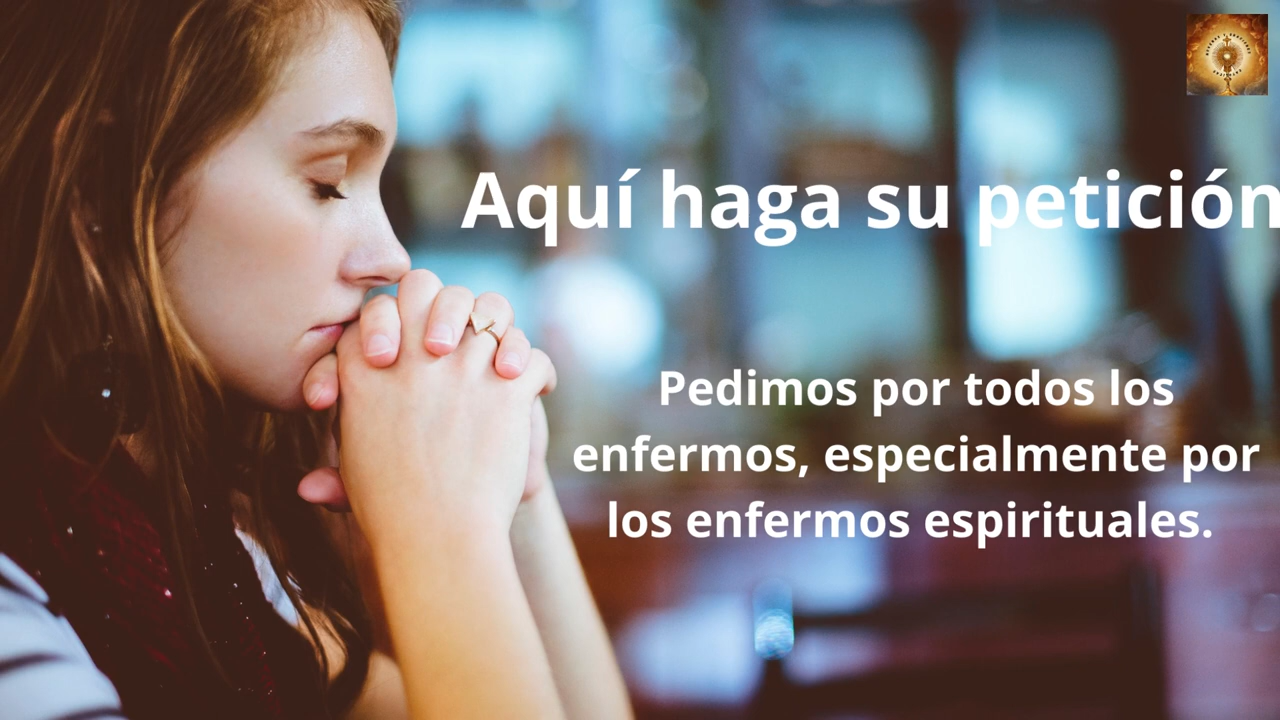 Aquí haga su petición
Pedimos por todos los
enfermos, especialmente por
los enfermos espirituales.